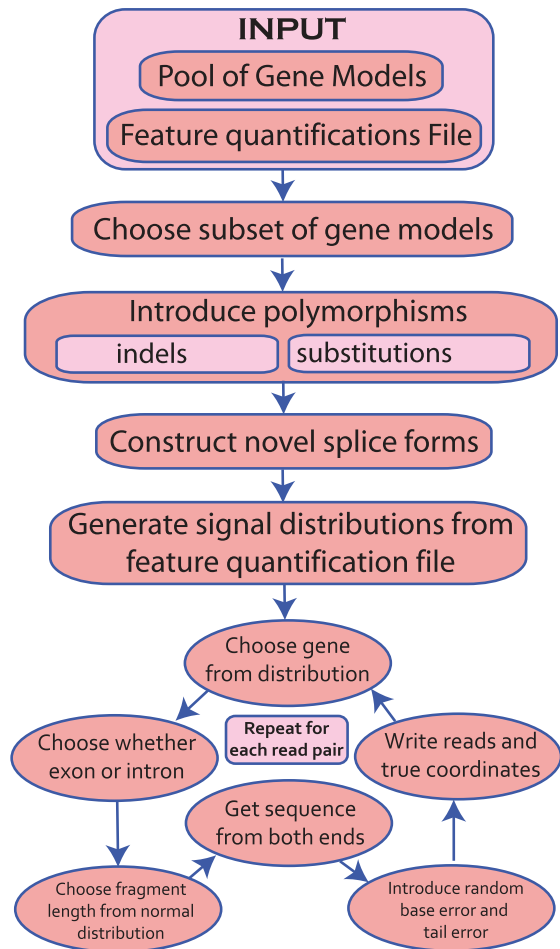 INPUT
Pool of Gene Models
Feature quantifications File
Choose subset of gene models
Introduce polymorphisms
indels
substitutions
Construct novel splice forms
Generate signal distributions from
feature quantification file
Choose gene
from distribution
Repeat for
each read pair
Choose whether
exon or intron
Write reads and
true coordinates
Get sequence
from both ends
Choose fragment
length from normal
distribution
Introduce random
base error and
tail error